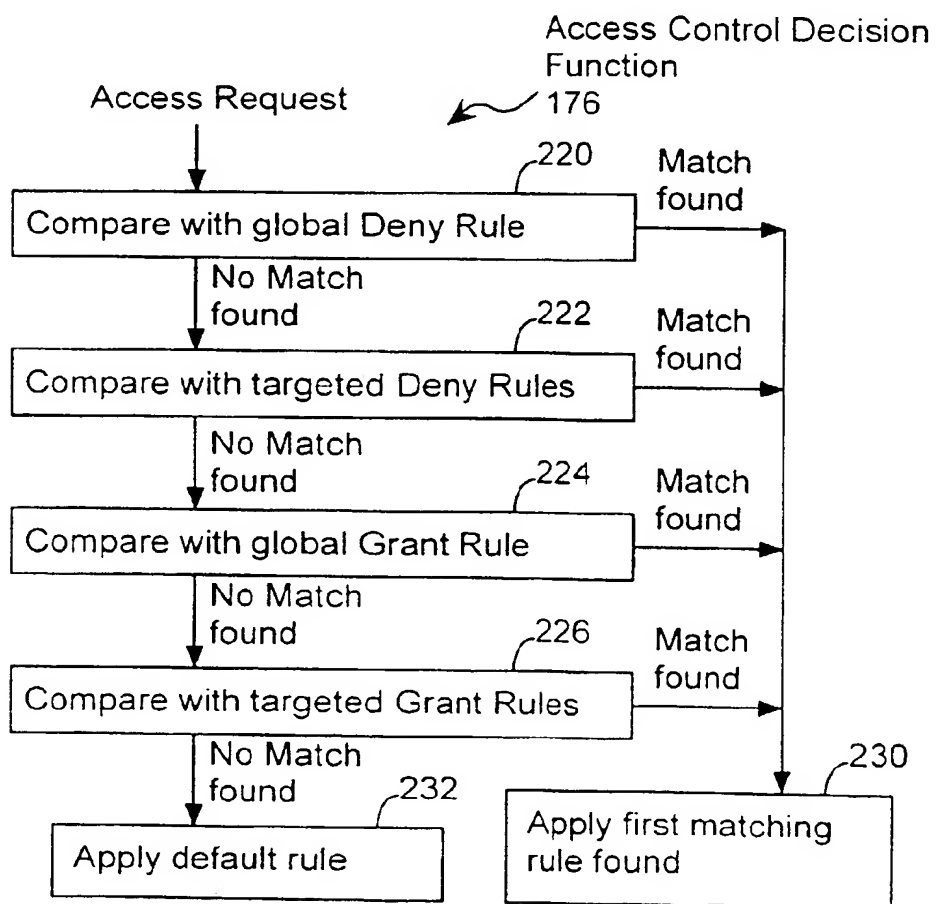 Access Control Decision
Function
176
Access Request
220
Match
found
Compare with global Deny Rule
No Match
found
222
Match
found
Compare with targeted Deny Rules
No Match
found
224
Match
found
Compare with global Grant Rule
No Match
found
226
Match
found
Compare with targeted Grant Rules
No Match
found
232
230
Apply default rule
Apply first matching
rule found